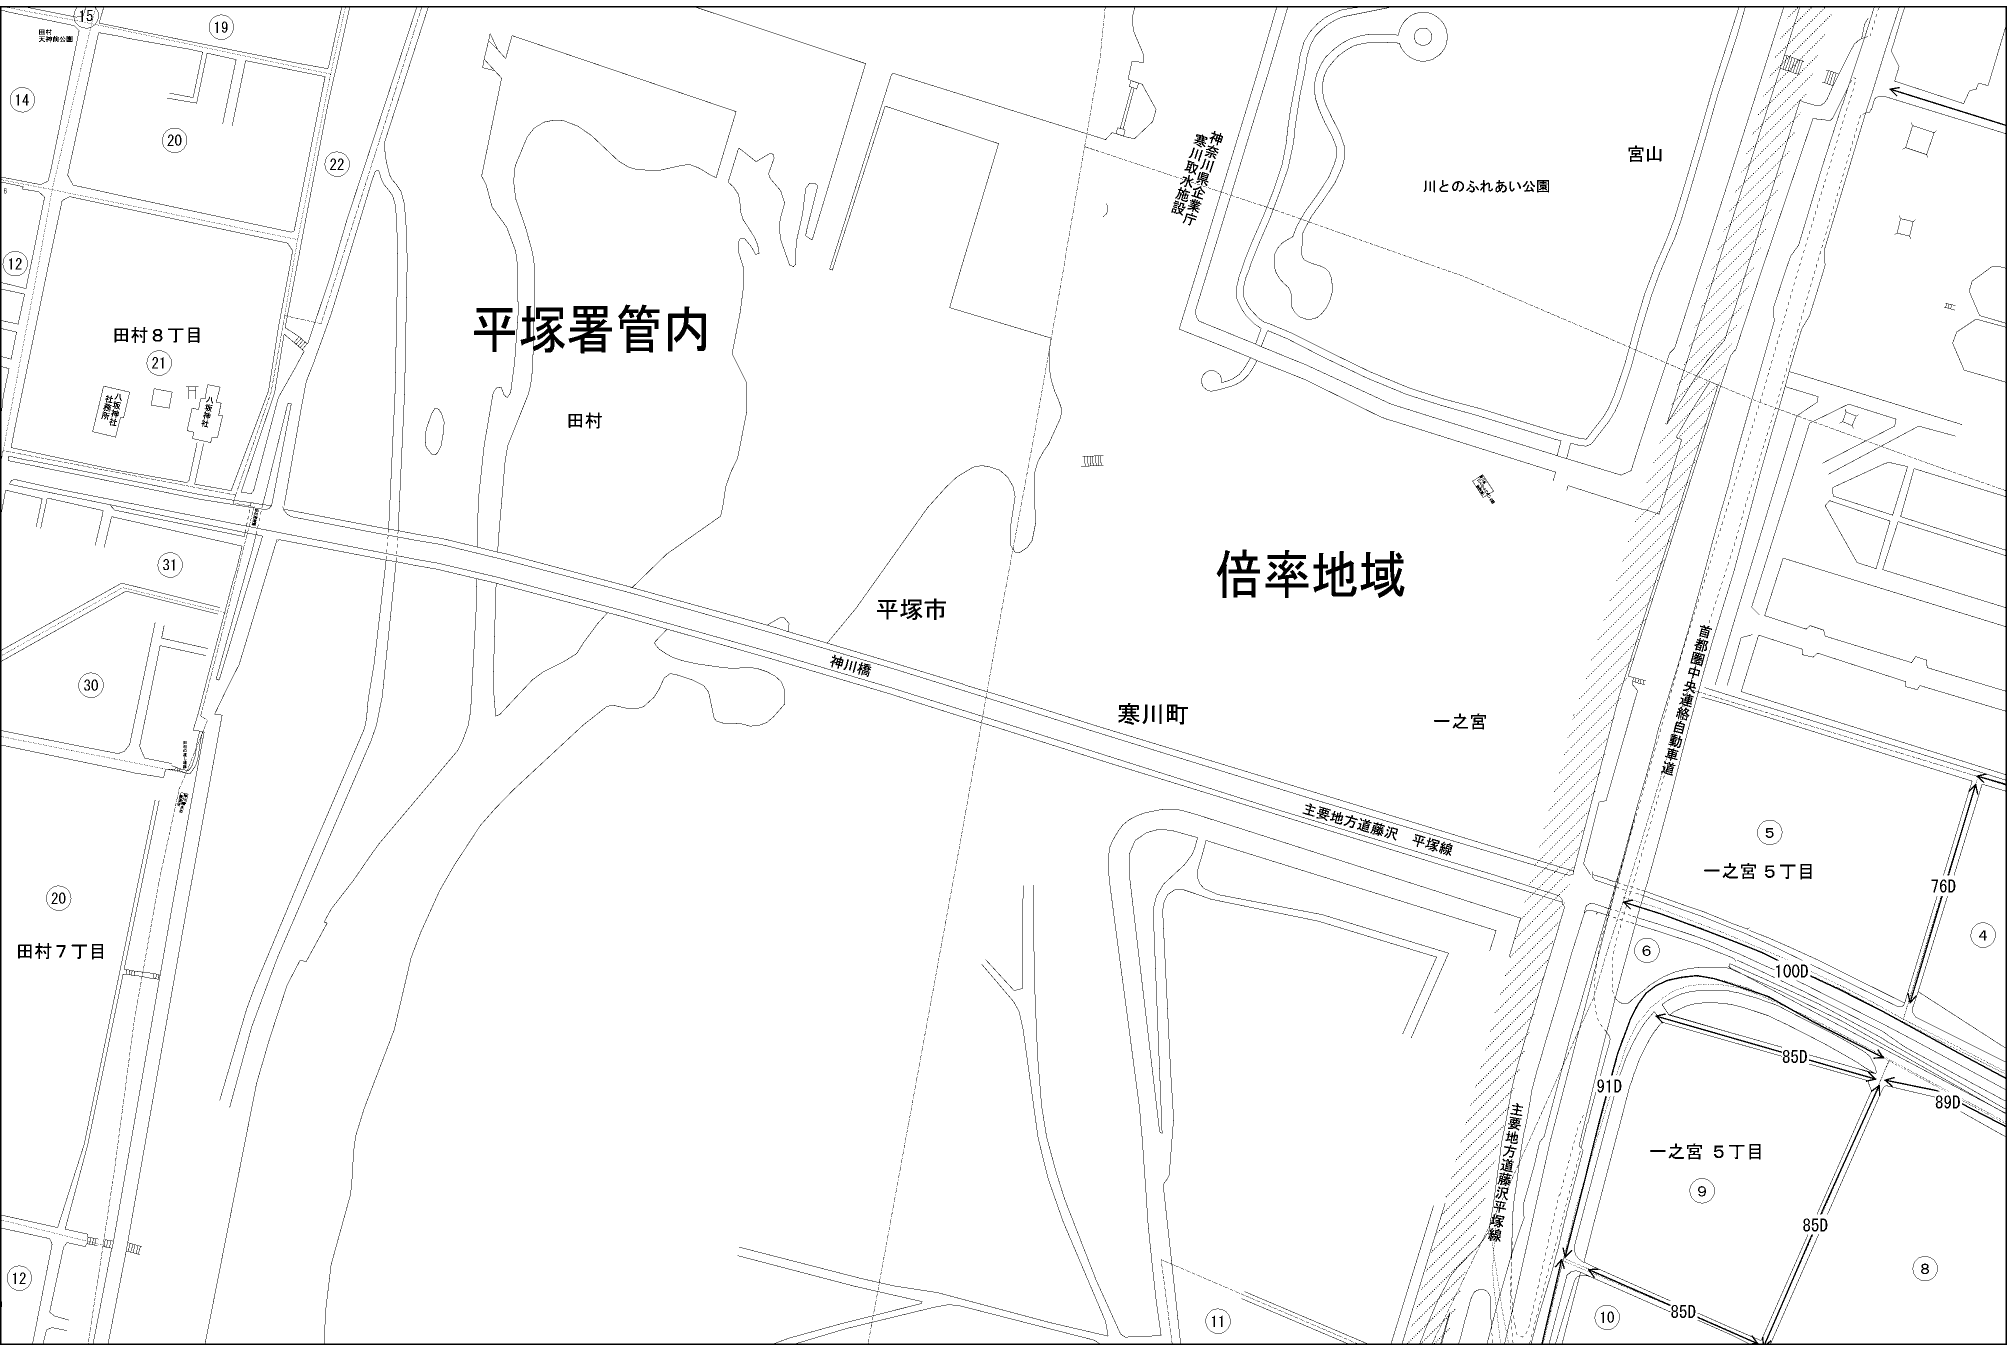 15
19
田村
天神前公園
14
20
22
神奈川県企業庁
寒川取水施設
宮山
川とのふれあい公園
12
田村8丁目
21
八坂神社
社務所
八坂神社
平塚署管内
田村
倍率地域
31
平塚市
30
神川橋
寒川町
一之宮
首都圏中央連絡自動車道
主要地方道藤沢 平塚線
5
一之宮 5丁目
76D
4
20
田村7丁目
6
100D
85D
91D
89D
主要地方道藤沢平塚線
一之宮 5丁目
9
85D
8
12
11
10
85D